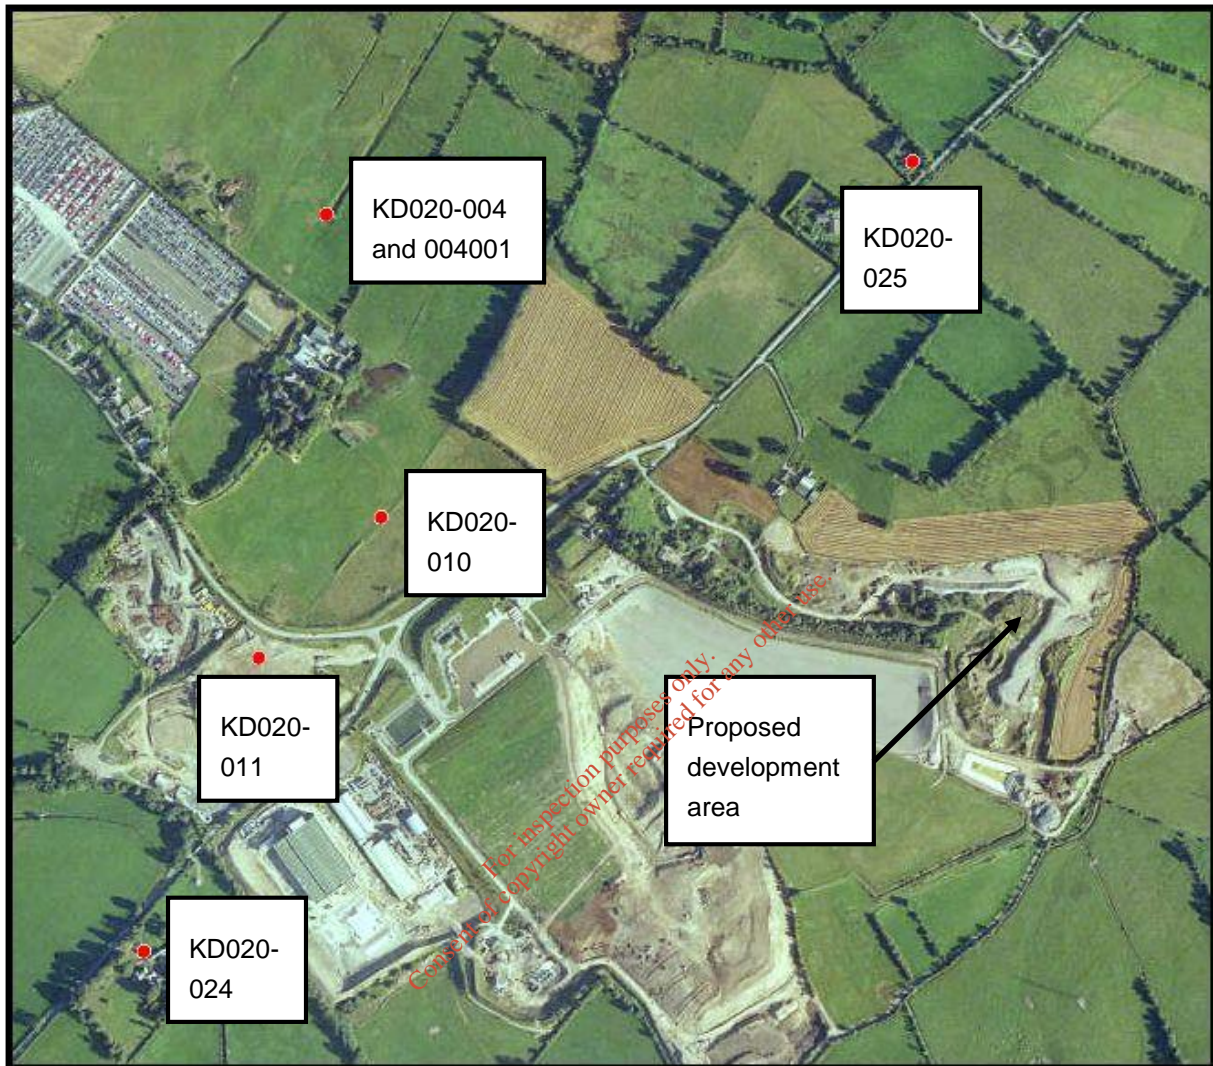 KD020-004
and 004001
KD020-
025
KD020-
010
KD020-
011
Proposed
development
area
KD020-
024
For inspection purposes only.
Consent of copyright owner required for any other use.